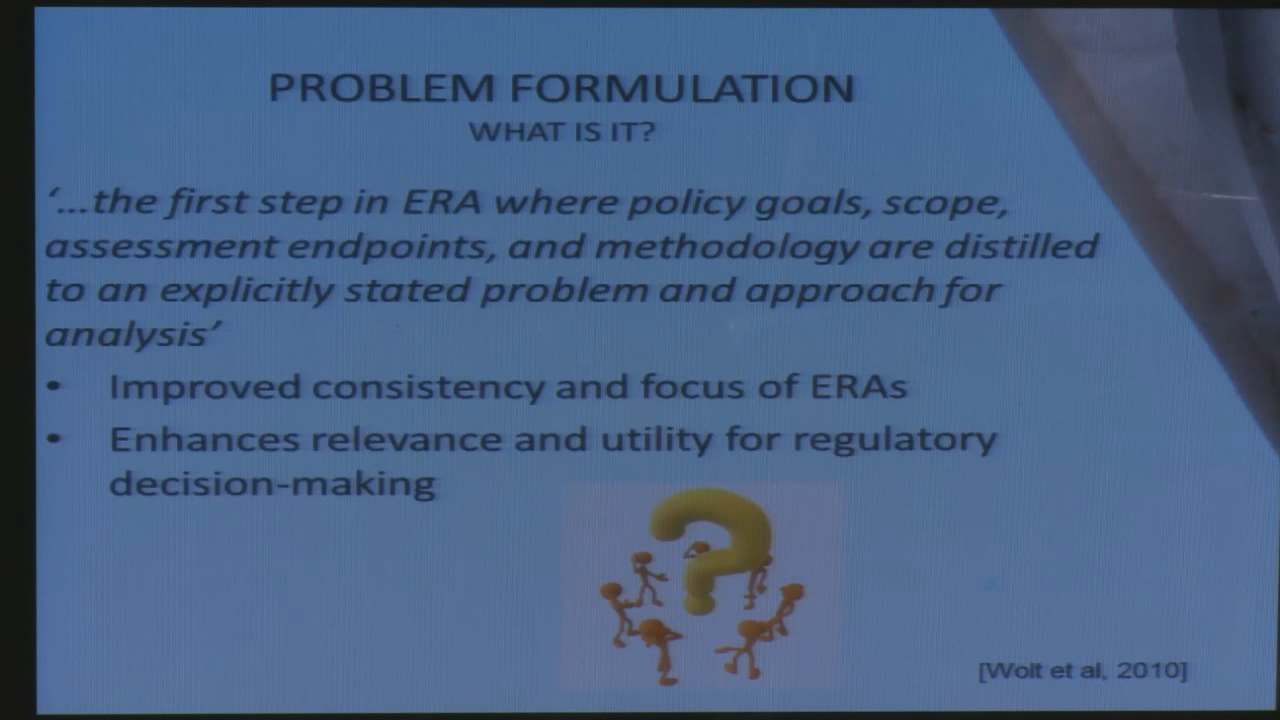 PROBLEM FORMULATION
WHAT IS IT?
‘...the first step in ERA where policy goals, scope,
assessment endpoints, and methodology are distilled
to an explicitly stated problem and approach for
analysis’
• Improved consistency and focus of ERAs
• Enhances relevance and utility for regulatory
decision-making
[Wolt et al, 2010]